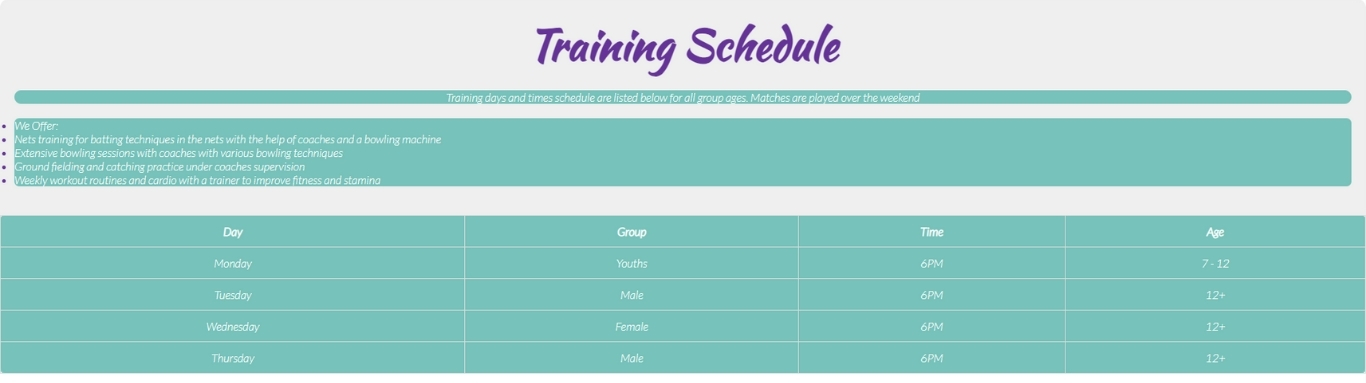 Training Schedule
Training days and times schedule are listed below for all group ages. Matches are played over the weekend
We Offer:
Nets training for batting techniques in the nets with the help of coaches and a bowling machine
Extensive bowling sessions with coaches with various bowling techniques
Ground fielding and catching practice under coaches supervision
Weekly workout routines and cardio with a trainer to improve fitness and stamina
Day Group Time Age
Monday Youths 6PM 7 - 12
Tuesday Male 6PM 12+
Wednesday Female 6PM 12+
Thursday Male 6PM 12+